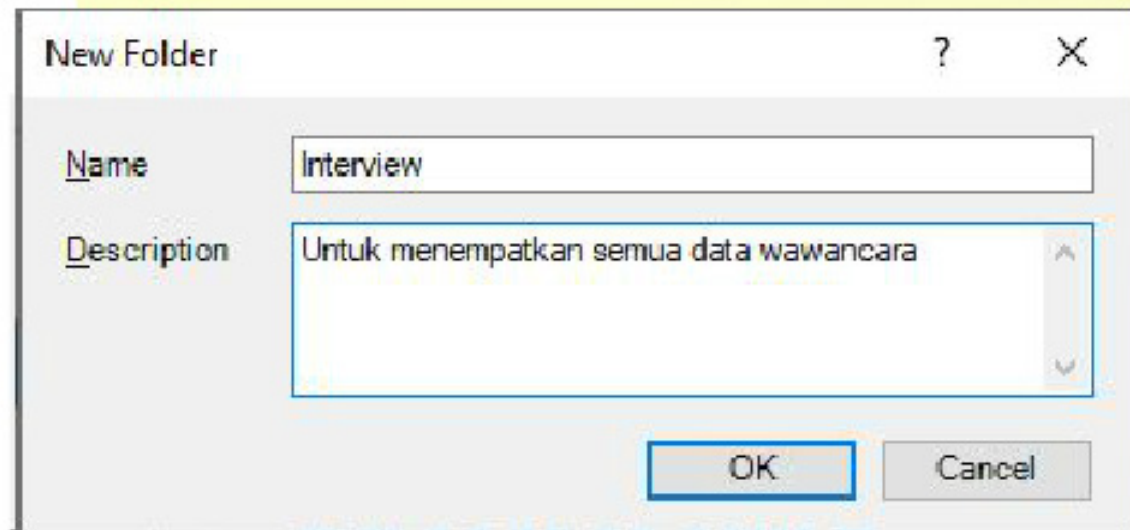 New Folder
Name Interview
Description Untuk menempatkan semua data wawancara
OK Cancel